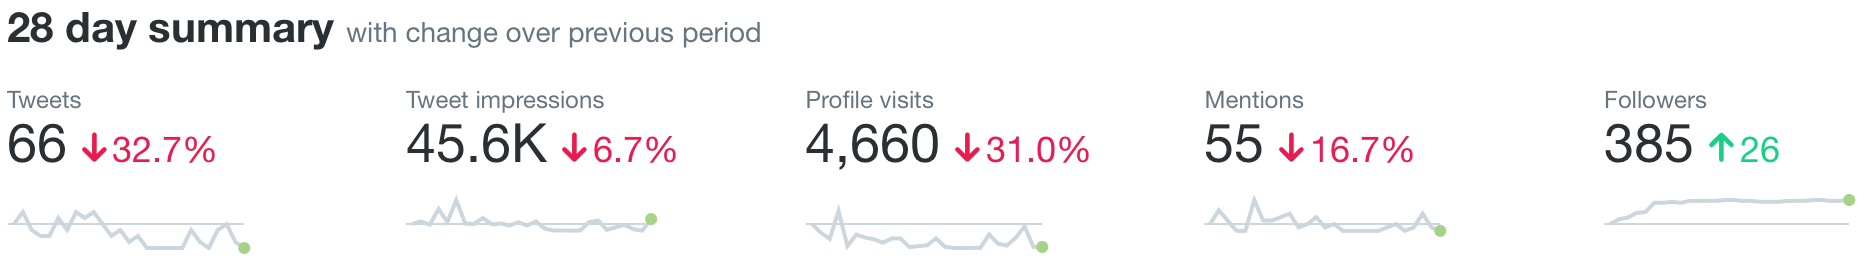 28 day summary with change over previous period
Tweets Tweet impressions Profile visits Mentions Followers
66 ↓32.7% 45.6K ↓6.7% 4,660 ↓31.0% 55 ↓16.7% 385 ↑26